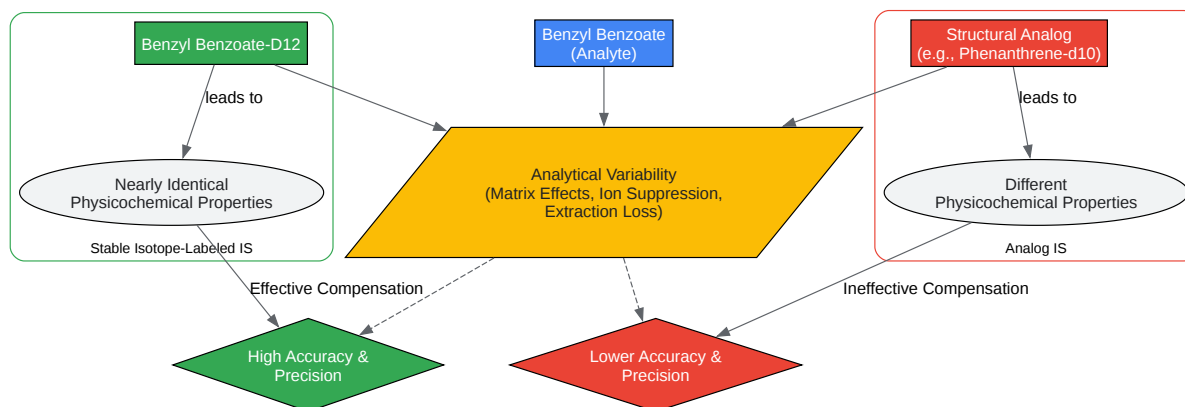 Benzyl Benzoate-D12
Benzyl Benzoate
(Analyte)
Structural Analog
(e.g., Phenanthrene-d10)
leads to
leads to
Nearly Identical
Physicochemical Properties
Analytical Variability
(Matrix Effects, Ion Suppression,
Extraction Loss)
Different
Physicochemical Properties
Stable Isotope-Labeled IS
Analog IS
Effective Compensation
Ineffective Compensation
High Accuracy &
Precision
Lower Accuracy &
Precision